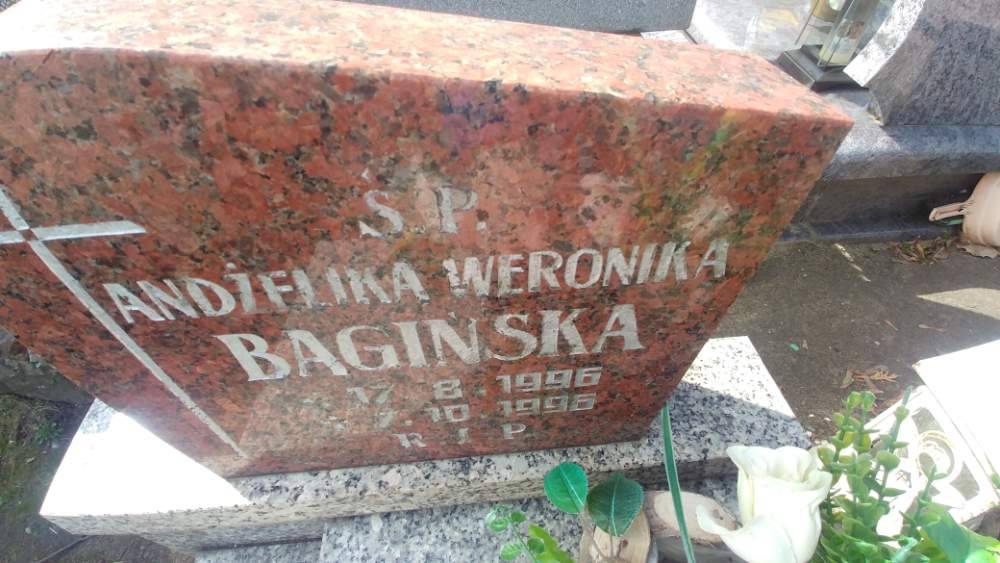 Ś.P.
ANDŻELIKA WERONIKA
BAGIŃSKA
17 8 1996
7.10 1996
R I P.